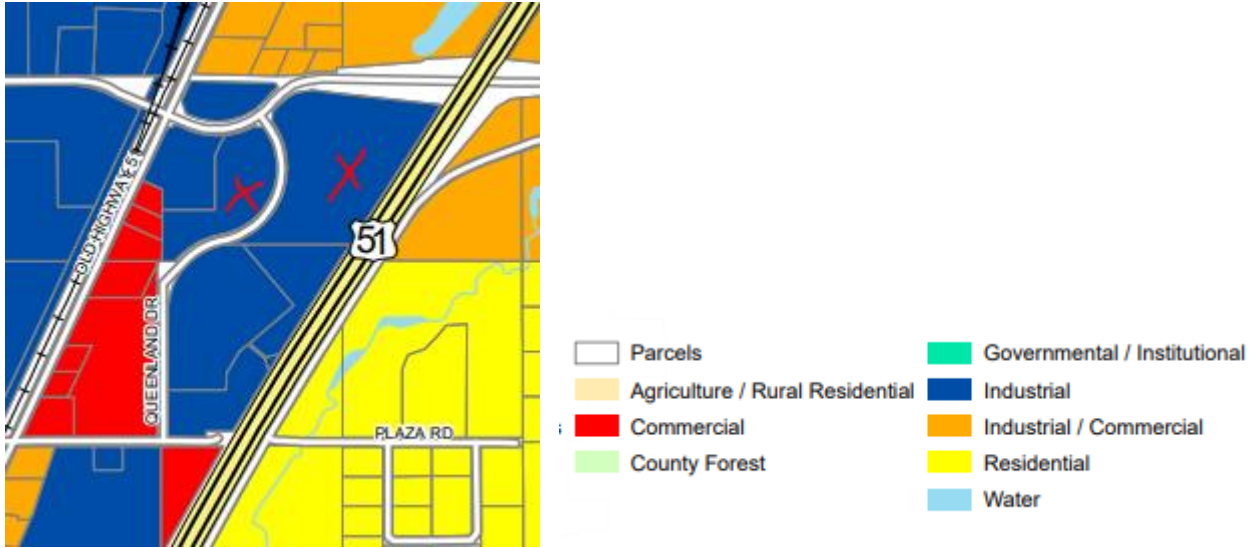 OLD HIGHWAY 51
51
QUEENLAND DR
PLAZA RD
Parcels
Agriculture / Rural Residential
Commercial
County Forest
s
Governmental / Institutional
Industrial
Industrial / Commercial
Residential
Water